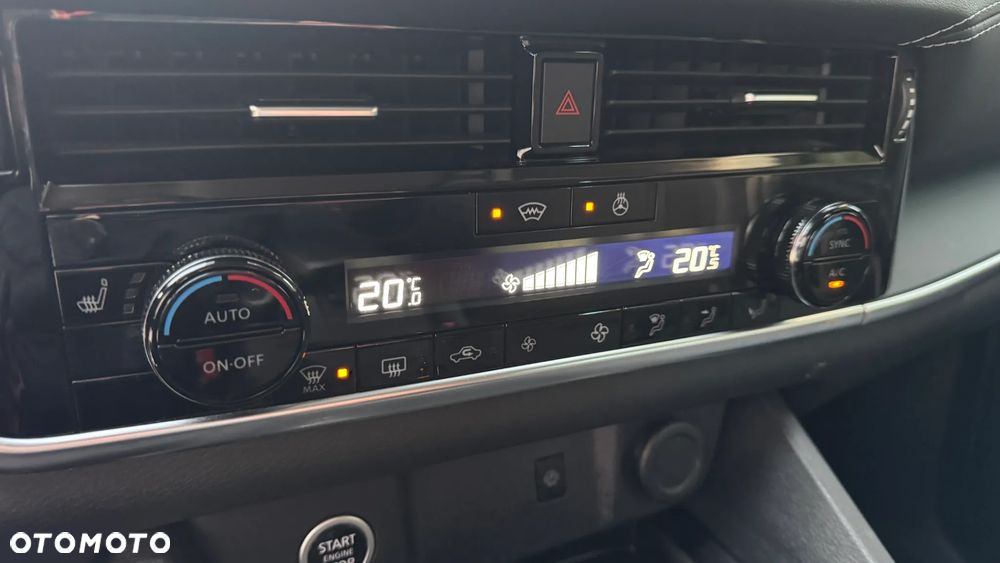 20.0°C
20.5°C
SYNC
A/C
AUTO
ON·OFF
MAX
START
ENGINE
OTOMOTO